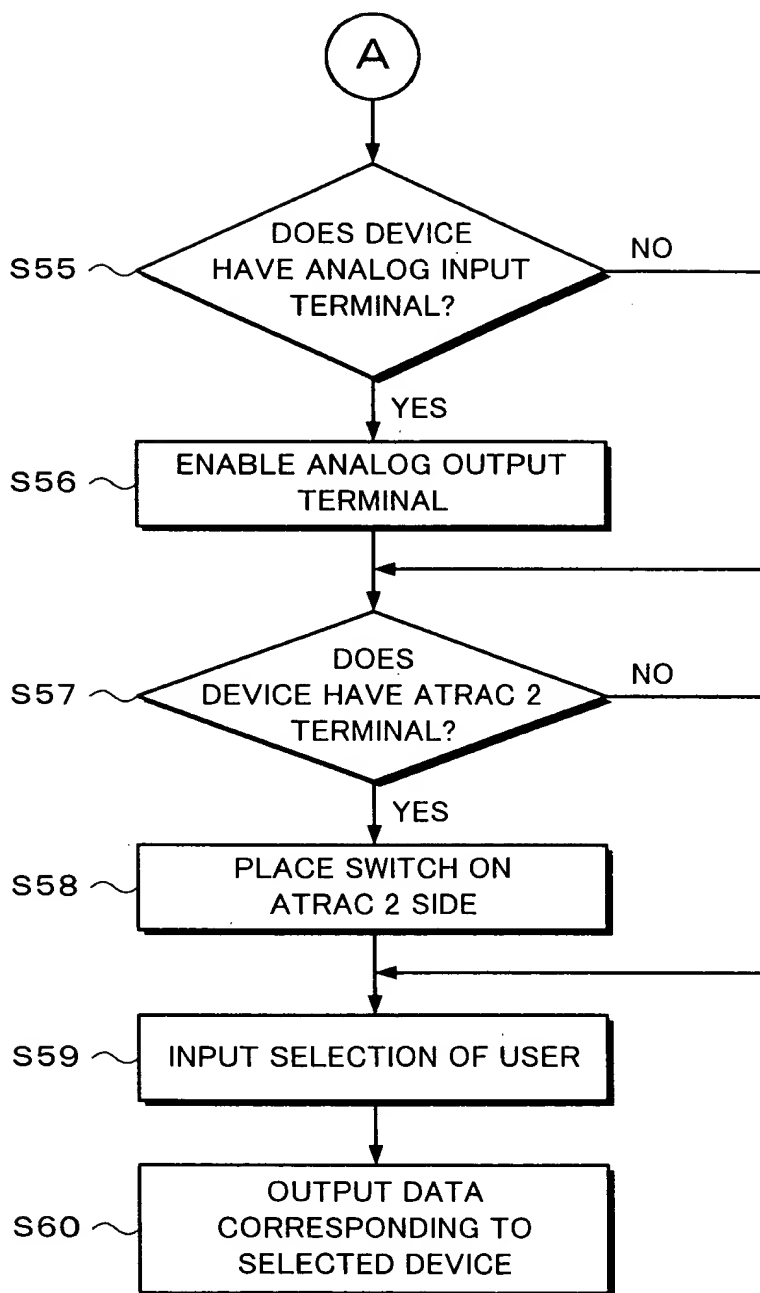 A
S55
DOES DEVICE
HAVE ANALOG INPUT
TERMINAL?
NO
YES
S56
ENABLE ANALOG OUTPUT
TERMINAL
S57
DOES
DEVICE HAVE ATRAC 2
TERMINAL?
NO
YES
S58
PLACE SWITCH ON
ATRAC 2 SIDE
S59
INPUT SELECTION OF USER
S60
OUTPUT DATA
CORRESPONDING TO
SELECTED DEVICE